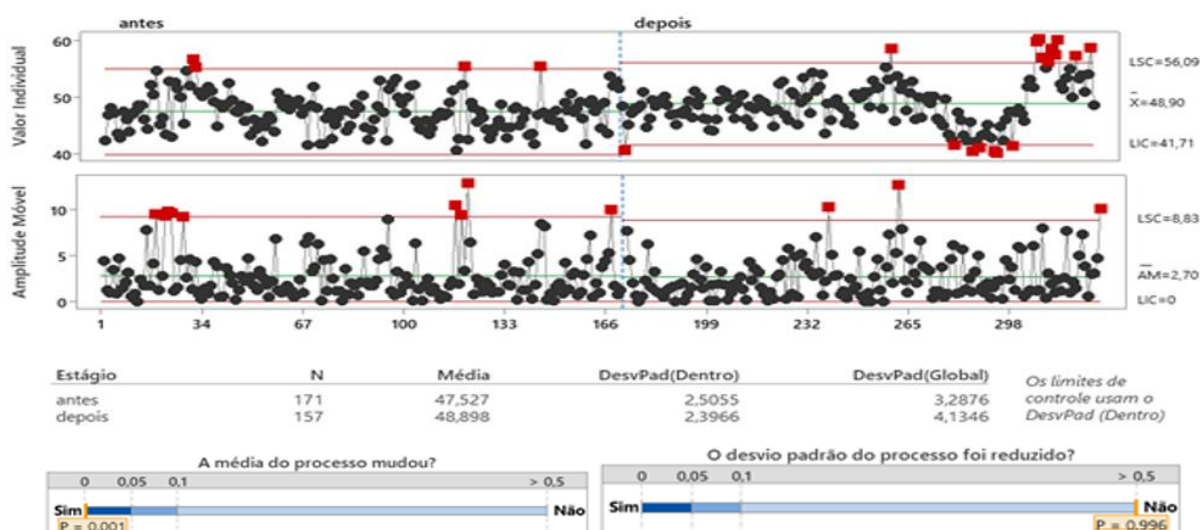 antes depois
Valor Individual
60
50
40
LSC=56,09
X=48,90
LIC=41,71
Amplitude Móvel
10
5
0
LSC=8,83
AM=2,70
LIC=0
1 34 67 100 133 166 199 232 265 298
Estágio N Média DesvPad(Dentro) DesvPad(Global)
antes 171 47,527 2,5055 3,2876
depois 157 48,898 2,3966 4,1346
Os limites de
controle usam o
DesvPad (Dentro)
A média do processo mudou?
0 0,05 0,1 > 0,5
Sim Não
P = 0,001
O desvio padrão do processo foi reduzido?
0 0,05 0,1 > 0,5
Sim Não
P = 0,996